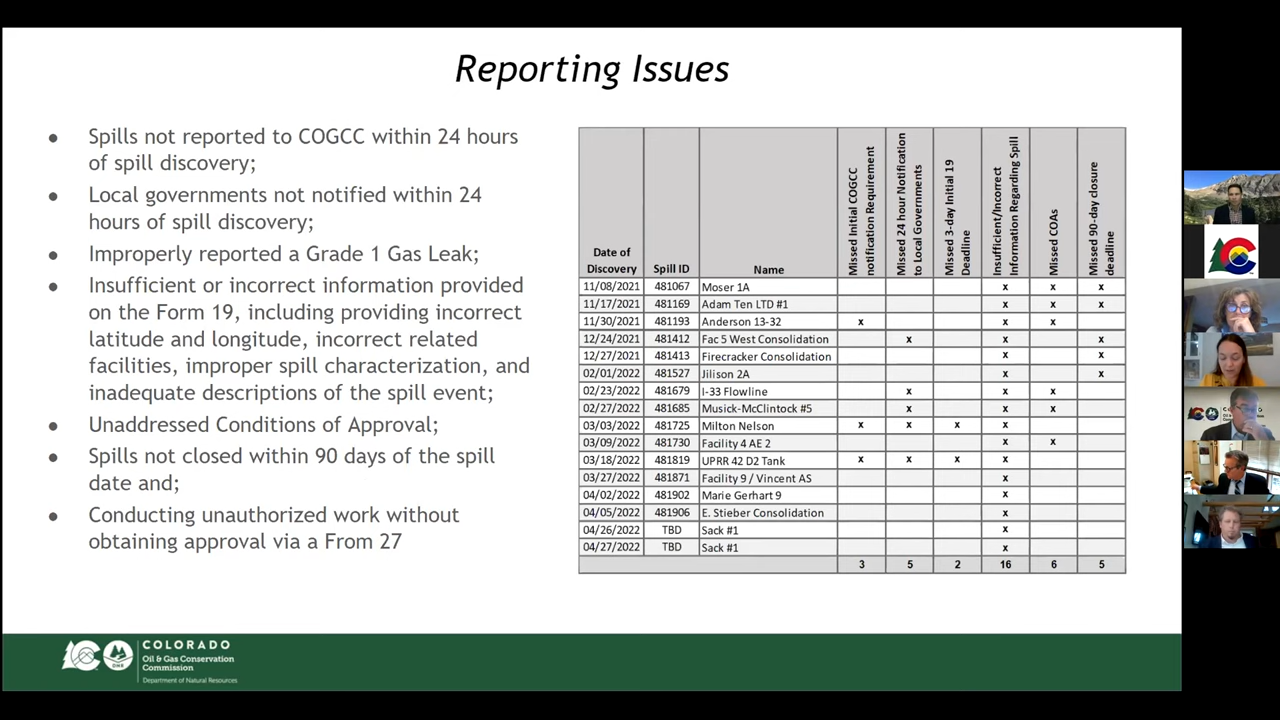 Reporting Issues
● Spills not reported to COGCC within 24 hours
of spill discovery;
● Local governments not notified within 24
hours of spill discovery;
● Improperly reported a Grade 1 Gas Leak;
● Insufficient or incorrect information provided
on the Form 19, including providing incorrect
latitude and longitude, incorrect related
facilities, improper spill characterization, and
inadequate descriptions of the spill event;
● Unaddressed Conditions of Approval;
● Spills not closed within 90 days of the spill
date and;
● Conducting unauthorized work without
obtaining approval via a From 27
Date of
Discovery
Spill ID
Name
Missed Initial COGCC
notification Requirement
Missed 24 hour Notification
to Local Governments
Missed 3-day Initial 19
Deadline
Insufficient/Incorrect
Information Regarding Spill
Missed COAs
Missed 90-day closure
deadline
11/08/2021 481067 Moser 1A x x x
11/17/2021 481169 Adam Ten LTD #1 x x x
11/30/2021 481193 Anderson 13-32 x x x
12/24/2021 481412 Fac 5 West Consolidation x x x
12/27/2021 481413 Firecracker Consolidation x x
02/01/2022 481527 Jilison 2A x x
02/23/2022 481679 I-33 Flowline x x x
02/27/2022 481685 Musick-McClintock #5 x x x
03/03/2022 481725 Milton Nelson x x x x
03/09/2022 481730 Facility 4 AE 2 x x
03/18/2022 481819 UPRR 42 D2 Tank x x x x
03/27/2022 481871 Facility 9 / Vincent AS x
04/02/2022 481902 Marie Gerhart 9 x
04/05/2022 481906 E. Stieber Consolidation x
04/26/2022 TBD Sack #1 x
04/27/2022 TBD Sack #1 x
3 5 2 16 6 5
COLORADO
Oil & Gas Conservation
Commission
Department of Natural Resources